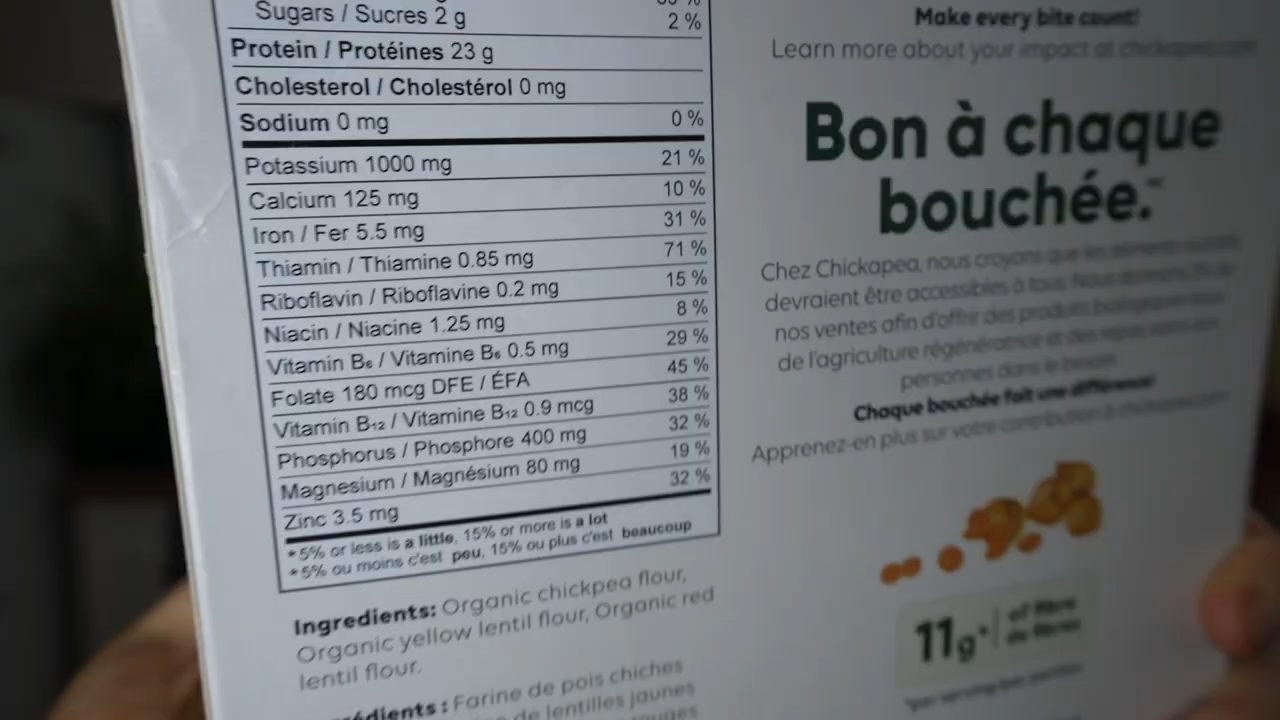 Sugars / Sucres 2 g 2 %
Protein / Protéines 23 g
Cholesterol / Cholestérol 0 mg
Sodium 0 mg 0 %
Potassium 1000 mg 21 %
Calcium 125 mg 10 %
Iron / Fer 5.5 mg 31 %
Thiamin / Thiamine 0.85 mg 71 %
Riboflavin / Riboflavine 0.2 mg 15 %
Niacin / Niacine 1.25 mg 8 %
Vitamin B₆ / Vitamine B₆ 0.5 mg 29 %
Folate 180 mcg DFE / ÉFA 45 %
Vitamin B₁₂ / Vitamine B₁₂ 0.9 mcg 38 %
Phosphorus / Phosphore 400 mg 32 %
Magnesium / Magnésium 80 mg 19 %
Zinc 3.5 mg 32 %
*5% or less is a little, 15% or more is a lot
*5% ou moins c'est peu, 15% ou plus c'est beaucoup
Ingredients: Organic chickpea flour,
Organic yellow lentil flour, Organic red
lentil flour.
Farine de pois chiches
de lentilles jaunes
rouges
Make every bite count!
Learn more about your impact at chickapea.com
Bon à chaque
bouchée.™
Chez Chickapea, nous croyons que les aliments
devraient être accessibles à tous.
nos ventes afin d'offrir des produits biologiques
de l'agriculture régénératrice et des repas
personnes dans le besoin.
Chaque bouchée fait une différence!
Apprenez-en plus sur votre contribution à
11g* of fibre
de fibres